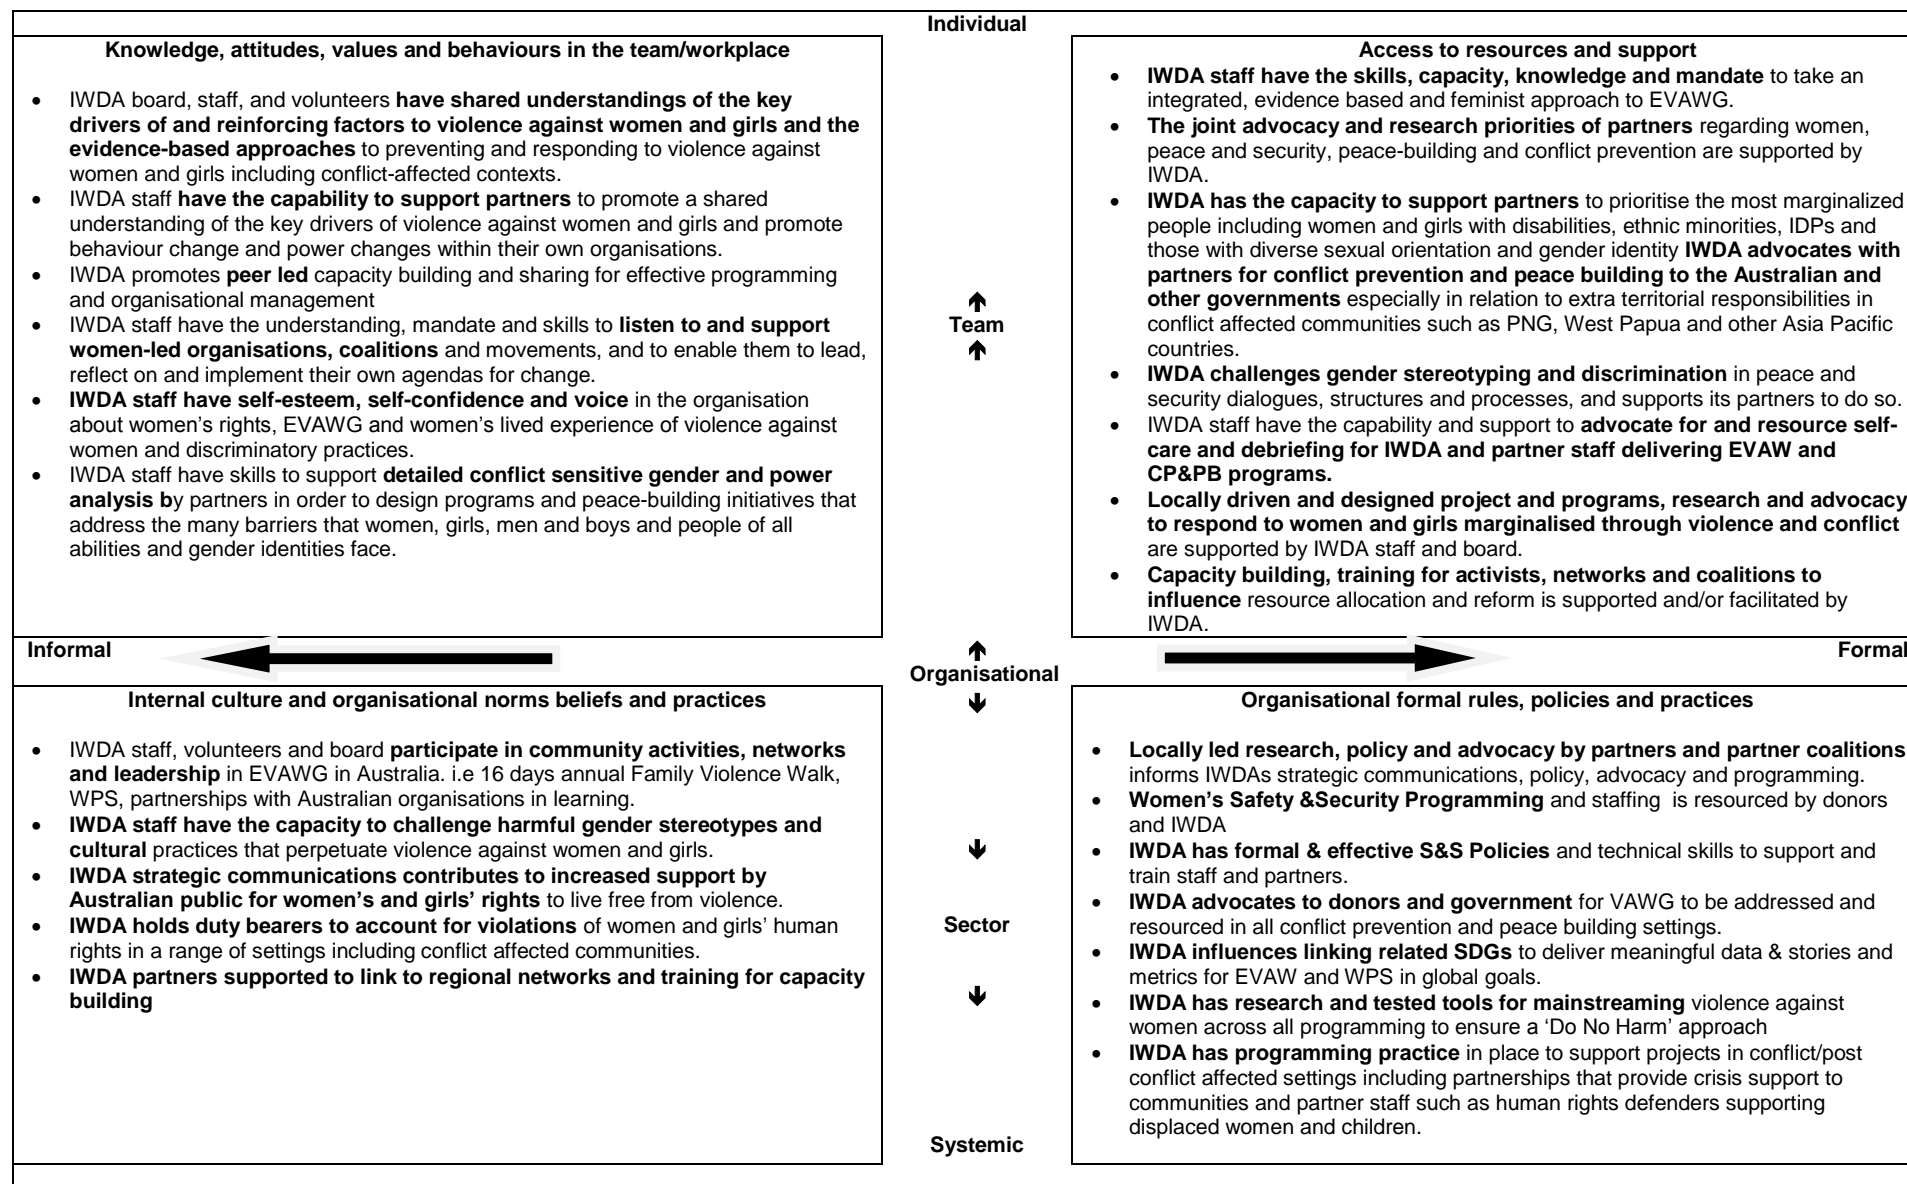 Individual
Knowledge, attitudes, values and behaviours in the team/workplace
• IWDA board, staff, and volunteers have shared understandings of the key
drivers of and reinforcing factors to violence against women and girls and the
evidence-based approaches to preventing and responding to violence against
women and girls including conflict-affected contexts.
• IWDA staff have the capability to support partners to promote a shared
understanding of the key drivers of violence against women and girls and promote
behaviour change and power changes within their own organisations.
• IWDA promotes peer led capacity building and sharing for effective programming
and organisational management
• IWDA staff have the understanding, mandate and skills to listen to and support
women-led organisations, coalitions and movements, and to enable them to lead,
reflect on and implement their own agendas for change.
• IWDA staff have self-esteem, self-confidence and voice in the organisation
about women’s rights, EVAWG and women’s lived experience of violence against
women and discriminatory practices.
• IWDA staff have skills to support detailed conflict sensitive gender and power
analysis by partners in order to design programs and peace-building initiatives that
address the many barriers that women, girls, men and boys and people of all
abilities and gender identities face.
Team
Access to resources and support
• IWDA staff have the skills, capacity, knowledge and mandate to take an
integrated, evidence based and feminist approach to EVAWG.
• The joint advocacy and research priorities of partners regarding women,
peace and security, peace-building and conflict prevention are supported by
IWDA.
• IWDA has the capacity to support partners to prioritise the most marginalized
people including women and girls with disabilities, ethnic minorities, IDPs and
those with diverse sexual orientation and gender identity IWDA advocates with
partners for conflict prevention and peace building to the Australian and
other governments especially in relation to extra territorial responsibilities in
conflict affected communities such as PNG, West Papua and other Asia Pacific
countries.
• IWDA challenges gender stereotyping and discrimination in peace and
security dialogues, structures and processes, and supports its partners to do so.
• IWDA staff have the capability and support to advocate for and resource self-
care and debriefing for IWDA and partner staff delivering EVAW and
CP&PB programs.
• Locally driven and designed project and programs, research and advocacy
to respond to women and girls marginalised through violence and conflict
are supported by IWDA staff and board.
• Capacity building, training for activists, networks and coalitions to
influence resource allocation and reform is supported and/or facilitated by
IWDA.
Informal
Organisational
Formal
Internal culture and organisational norms beliefs and practices
• IWDA staff, volunteers and board participate in community activities, networks
and leadership in EVAWG in Australia. i.e 16 days annual Family Violence Walk,
WPS, partnerships with Australian organisations in learning.
• IWDA staff have the capacity to challenge harmful gender stereotypes and
cultural practices that perpetuate violence against women and girls.
• IWDA strategic communications contributes to increased support by
Australian public for women’s and girls’ rights to live free from violence.
• IWDA holds duty bearers to account for violations of women and girls’ human
rights in a range of settings including conflict affected communities.
• IWDA partners supported to link to regional networks and training for capacity
building
Sector
Systemic
Organisational formal rules, policies and practices
• Locally led research, policy and advocacy by partners and partner coalitions
informs IWDAs strategic communications, policy, advocacy and programming.
• Women’s Safety &Security Programming and staffing is resourced by donors
and IWDA
• IWDA has formal & effective S&S Policies and technical skills to support and
train staff and partners.
• IWDA advocates to donors and government for VAWG to be addressed and
resourced in all conflict prevention and peace building settings.
• IWDA influences linking related SDGs to deliver meaningful data & stories and
metrics for EVAW and WPS in global goals.
• IWDA has research and tested tools for mainstreaming violence against
women across all programming to ensure a ‘Do No Harm’ approach
• IWDA has programming practice in place to support projects in conflict/post
conflict affected settings including partnerships that provide crisis support to
communities and partner staff such as human rights defenders supporting
displaced women and children.